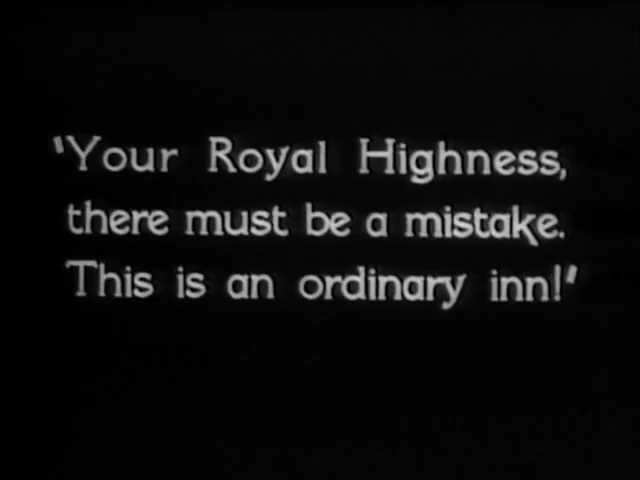 'Your Royal Highness,
there must be a mistake.
This is an ordinary inn!'